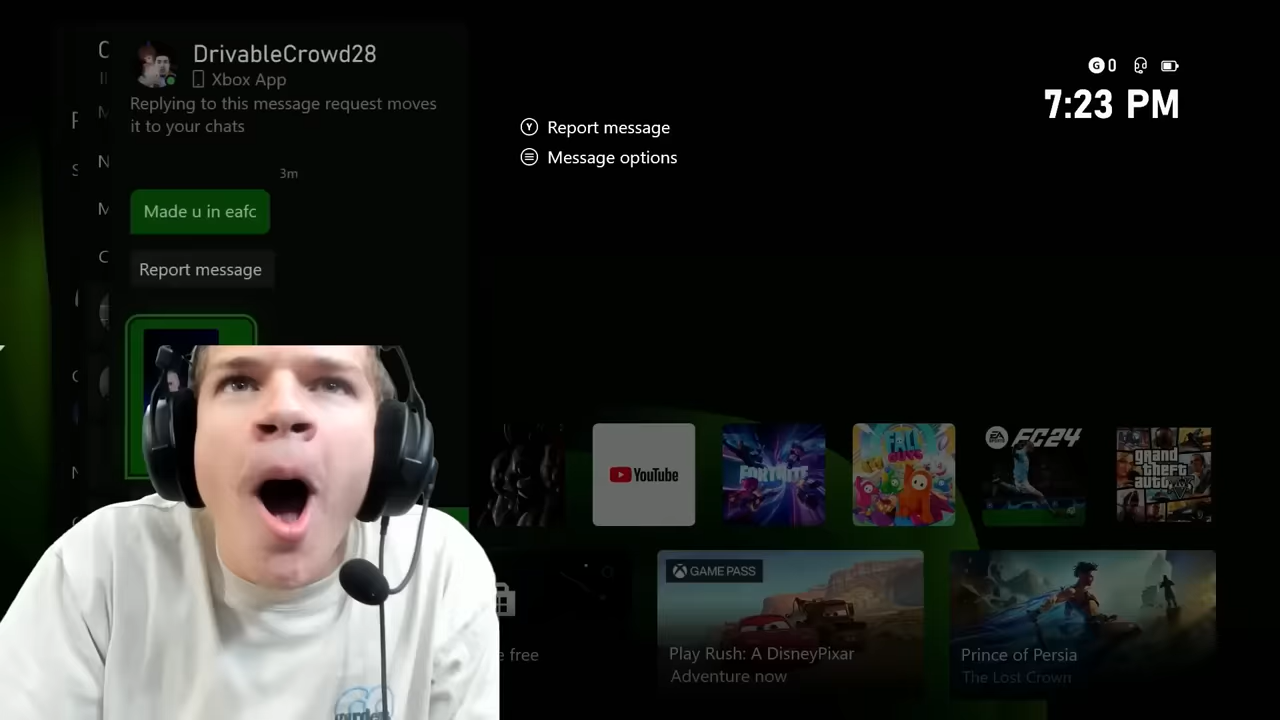 DrivableCrowd28
Xbox App
Replying to this message request moves
it to your chats
3m
Made u in eafc
Report message
Report message
Message options
G 0
7:23 PM
YouTube
FORTNITE
FALL
GUYS
EA
SPORTS
FC24
grand
theft
auto V
GAME PASS
Play Rush: A DisneyPixar
Adventure now
Prince of Persia
The Lost Crown
free